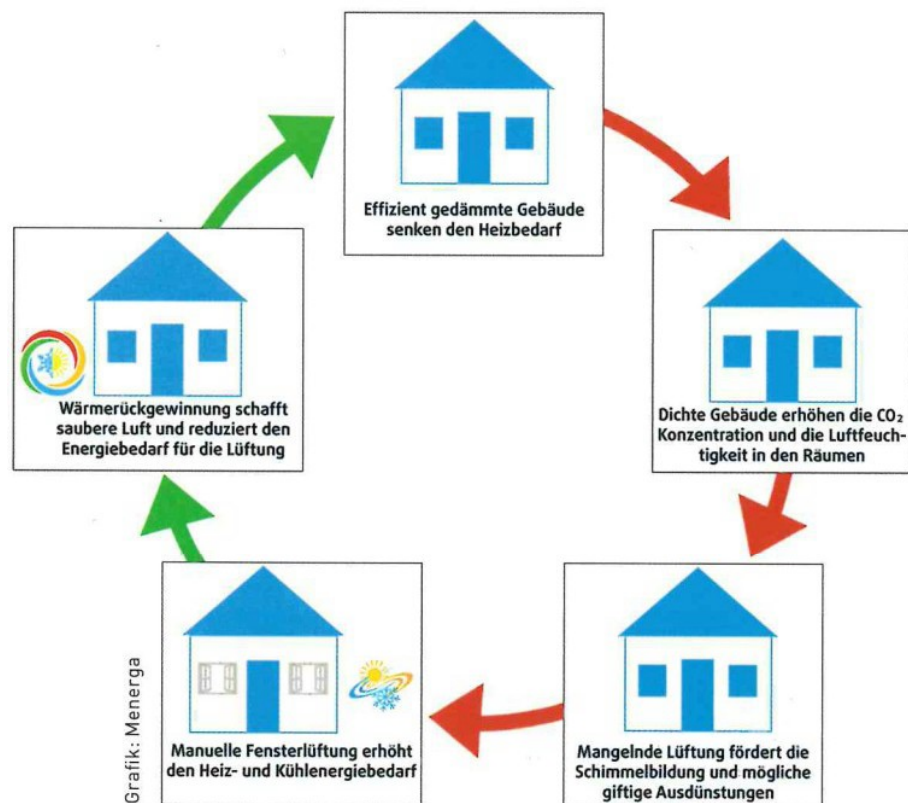 Effizient gedämmte Gebäude
senken den Heizbedarf
Dichte Gebäude erhöhen die CO₂
Konzentration und die Luftfeuch-
tigkeit in den Räumen
Mangelnde Lüftung fördert die
Schimmelbildung und mögliche
giftige Ausdünstungen
Manuelle Fensterlüftung erhöht
den Heiz- und Kühlenergiebedarf
Wärmerückgewinnung schafft
saubere Luft und reduziert den
Energiebedarf für die Lüftung
Grafik: Menerga